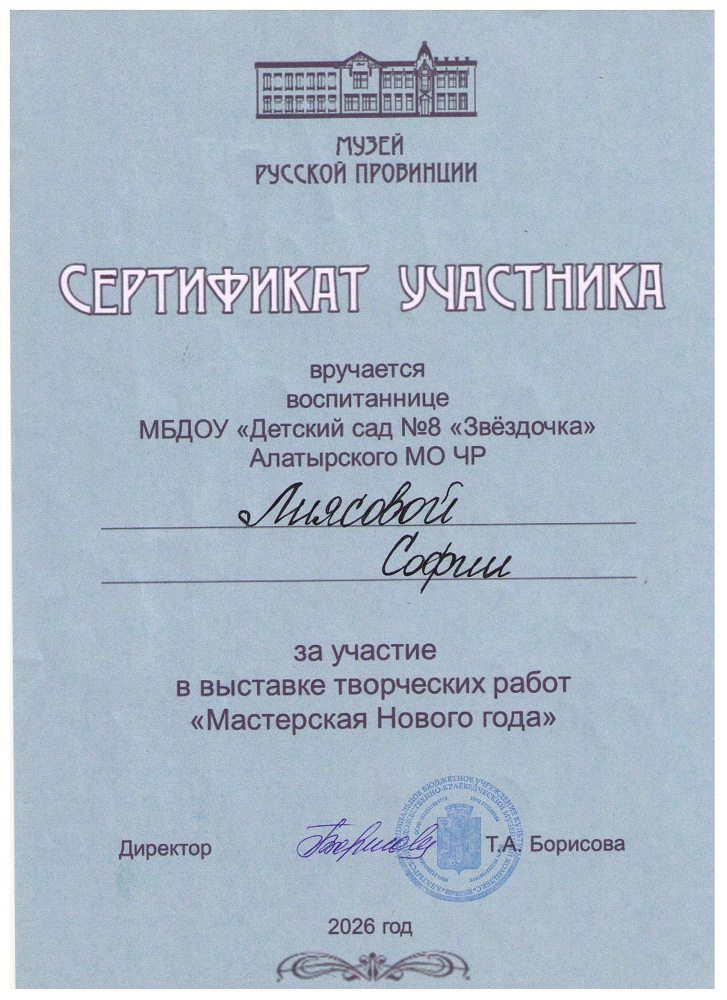 МУЗЕЙ
РУССКОЙ ПРОВИНЦИИ
СЕРТИФИКАТ УЧАСТНИКА
вручается
воспитаннице
МБДОУ «Детский сад №8 «Звёздочка»
Алатырского МО ЧР
Лиясовой
Софии
за участие
в выставке творческих работ
«Мастерская Нового года»
Директор
Т.А. Борисова
2026 год